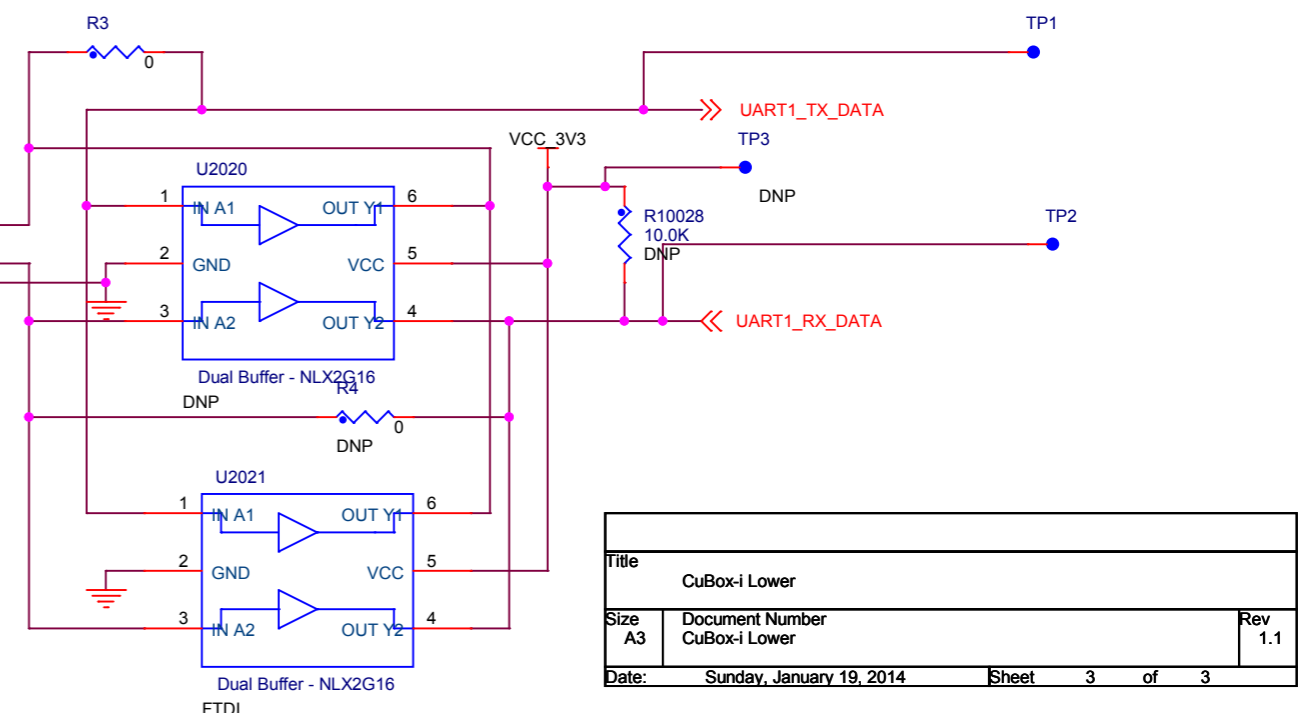 R3
0
TP1
UART1_TX_DATA
VCC_3V3
TP3
DNP
U2020
1
IN A1
OUT Y1
6
2
GND
VCC
5
3
IN A2
OUT Y2
4
R10028
10.0K
DNP
TP2
UART1_RX_DATA
Dual Buffer - NLX2G16
DNP
R4
0
DNP
U2021
1
IN A1
OUT Y1
6
2
GND
VCC
5
3
IN A2
OUT Y2
4
Dual Buffer - NLX2G16
FTDI
Title
CuBox-i Lower
Size
A3
Document Number
CuBox-i Lower
Rev
1.1
Date: Sunday, January 19, 2014 Sheet 3 of 3